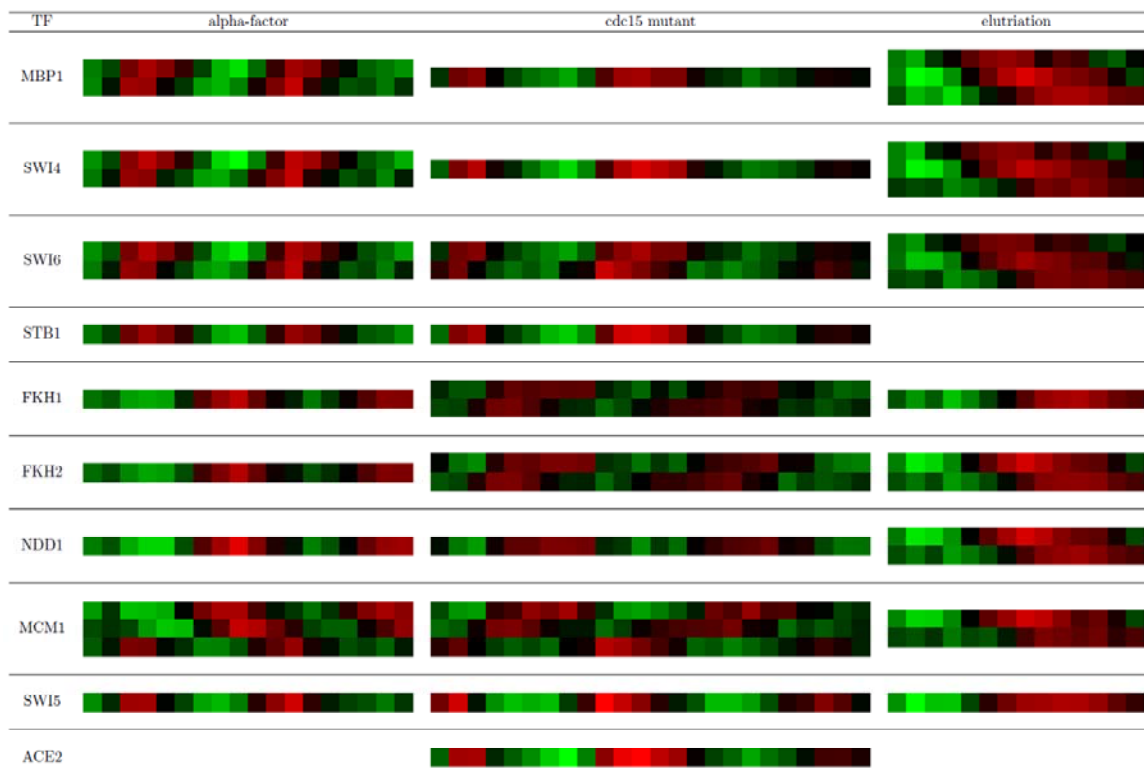 TF alpha-factor cdc15 mutant elutriation
MBP1
SWI4
SWI6
STB1
FKH1
FKH2
NDD1
MCM1
SWI5
ACE2